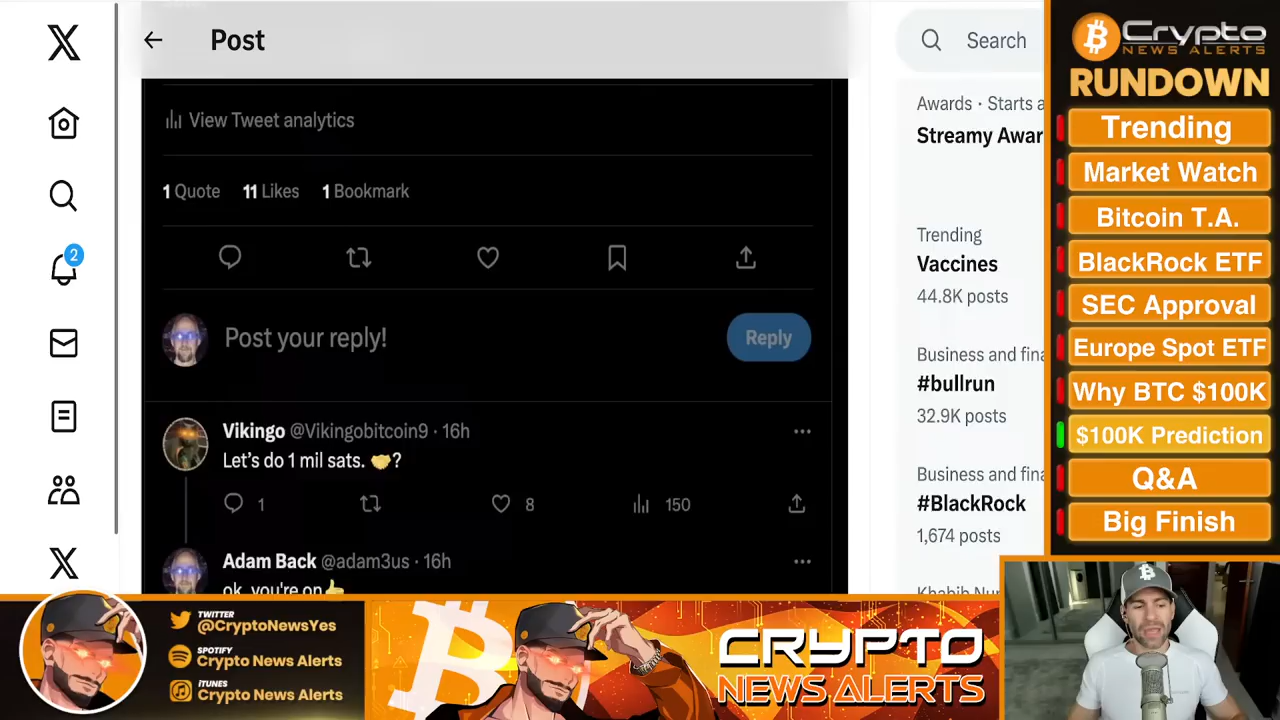 Post
Search
View Tweet analytics
1 Quote 11 Likes 1 Bookmark
Post your reply!
Reply
Vikingo @Vikingobitcoin9 · 16h
Let's do 1 mil sats. 🤝?
1 8 150
Adam Back @adam3us · 16h
ok, you're on👍
2
Awards · Starts a
Streamy Awar
Trending
Vaccines
44.8K posts
Business and fina
#bullrun
32.9K posts
Business and fina
#BlackRock
1,674 posts
Khabib Nur
Crypto
NEWS ALERTS
RUNDOWN
Trending
Market Watch
Bitcoin T.A.
BlackRock ETF
SEC Approval
Europe Spot ETF
Why BTC $100K
$100K Prediction
Q&A
Big Finish
TWITTER
@CryptoNewsYes
SPOTIFY
Crypto News Alerts
iTUNES
Crypto News Alerts
CRYPTO
NEWS ALERTS